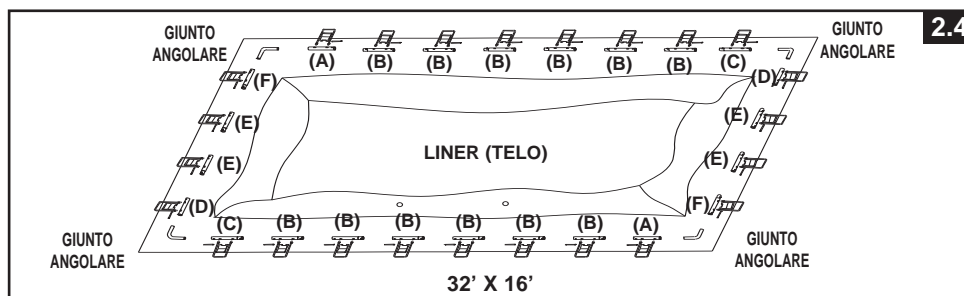 2.4
GIUNTO
ANGOLARE
GIUNTO
ANGOLARE
(A) (B) (B) (B) (B) (B) (B) (C)
(F) (D)
(E) (E)
LINER (TELO)
(E) (E)
(D) (F)
(C) (B) (B) (B) (B) (B) (B) (A)
GIUNTO
ANGOLARE
GIUNTO
ANGOLARE
32’ X 16’